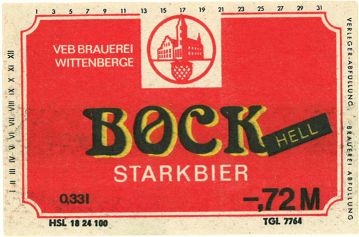 1 3 5 7 9 11 13 15 17 19 21 23 25 27 29 31
VEB BRAUEREI
WITTENBERGE
BOCK
HELL
STARKBIER
0,33l
-,72 M
HSL 18 24 100
TGL 7764
I II III IV V VI VII VIII IX X XI XII
VERLEGER-ABFÜLLUNG
BRAUEREI ABFÜLLUNG